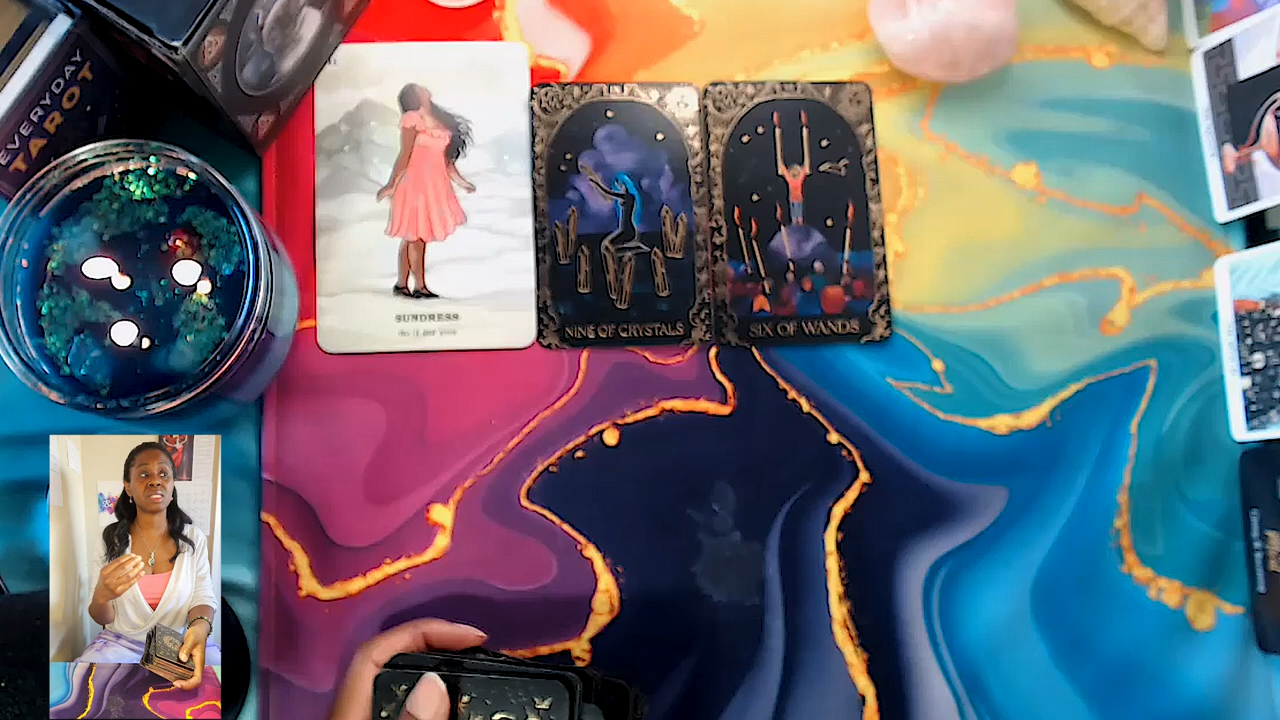 EVERYDAY
TAROT
SUNDRESS
NINE OF CRYSTALS
SIX OF WANDS